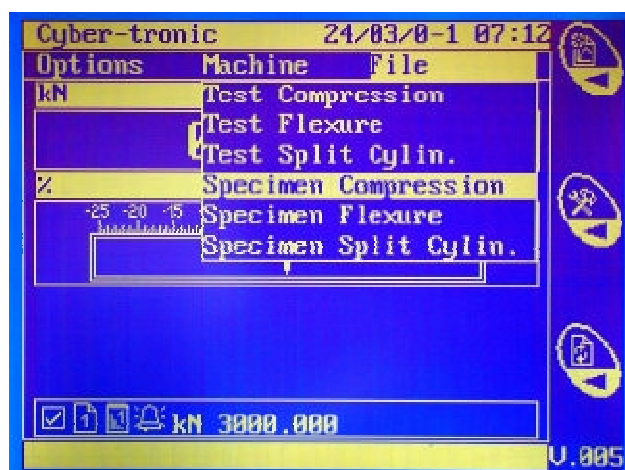 Cyber-tronic 24/03/0-1 07:12
Options Machine File
kN
Test Compression
Test Flexure
Test Split Cylin.
%
Specimen Compression
-25 -20 -15
Specimen Flexure
Specimen Split Cylin.
1
kN 3000.000
V.005